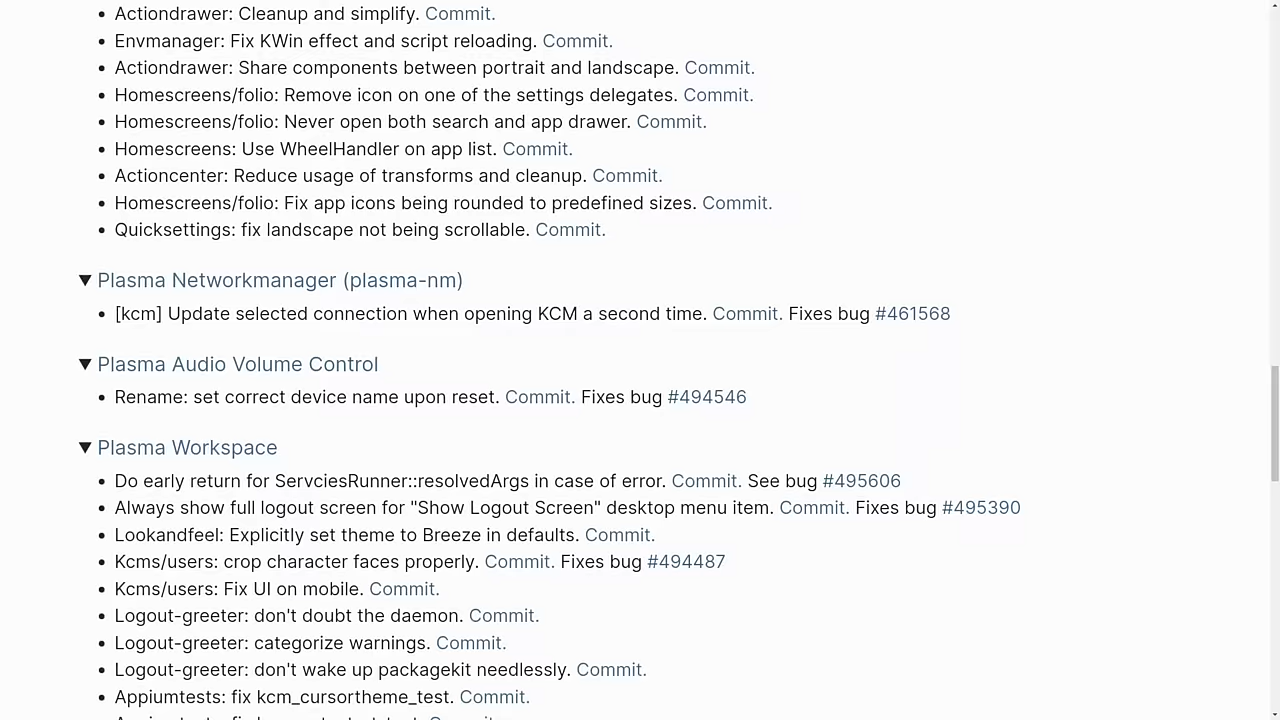 Actiondrawer: Cleanup and simplify. Commit.
Envmanager: Fix KWin effect and script reloading. Commit.
Actiondrawer: Share components between portrait and landscape. Commit.
Homescreens/folio: Remove icon on one of the settings delegates. Commit.
Homescreens/folio: Never open both search and app drawer. Commit.
Homescreens: Use WheelHandler on app list. Commit.
Actioncenter: Reduce usage of transforms and cleanup. Commit.
Homescreens/folio: Fix app icons being rounded to predefined sizes. Commit.
Quicksettings: fix landscape not being scrollable. Commit.
Plasma Networkmanager (plasma-nm)
[kcm] Update selected connection when opening KCM a second time. Commit. Fixes bug #461568
Plasma Audio Volume Control
Rename: set correct device name upon reset. Commit. Fixes bug #494546
Plasma Workspace
Do early return for ServciesRunner::resolvedArgs in case of error. Commit. See bug #495606
Always show full logout screen for "Show Logout Screen" desktop menu item. Commit. Fixes bug #495390
Lookandfeel: Explicitly set theme to Breeze in defaults. Commit.
Kcms/users: crop character faces properly. Commit. Fixes bug #494487
Kcms/users: Fix UI on mobile. Commit.
Logout-greeter: don't doubt the daemon. Commit.
Logout-greeter: categorize warnings. Commit.
Logout-greeter: don't wake up packagekit needlessly. Commit.
Appiumtests: fix kcm_cursortheme_test. Commit.